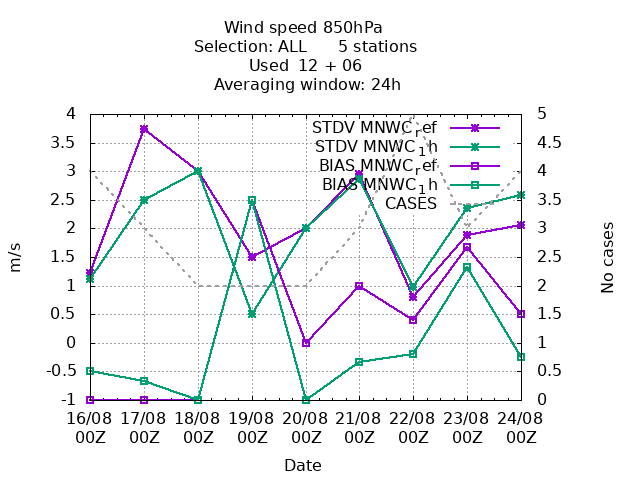 Wind speed 850hPa
Selection: ALL 5 stations
Used 12 + 06
Averaging window: 24h
STDV MNWC_ref
STDV MNWC_1h
BIAS MNWC_ref
BIAS MNWC_1h
CASES
m/s
4
3.5
3
2.5
2
1.5
1
0.5
0
-0.5
-1
5
4.5
4
3.5
3
2.5
2
1.5
1
0.5
0
No cases
16/08 17/08 18/08 19/08 20/08 21/08 22/08 23/08 24/08
00Z 00Z 00Z 00Z 00Z 00Z 00Z 00Z 00Z
Date